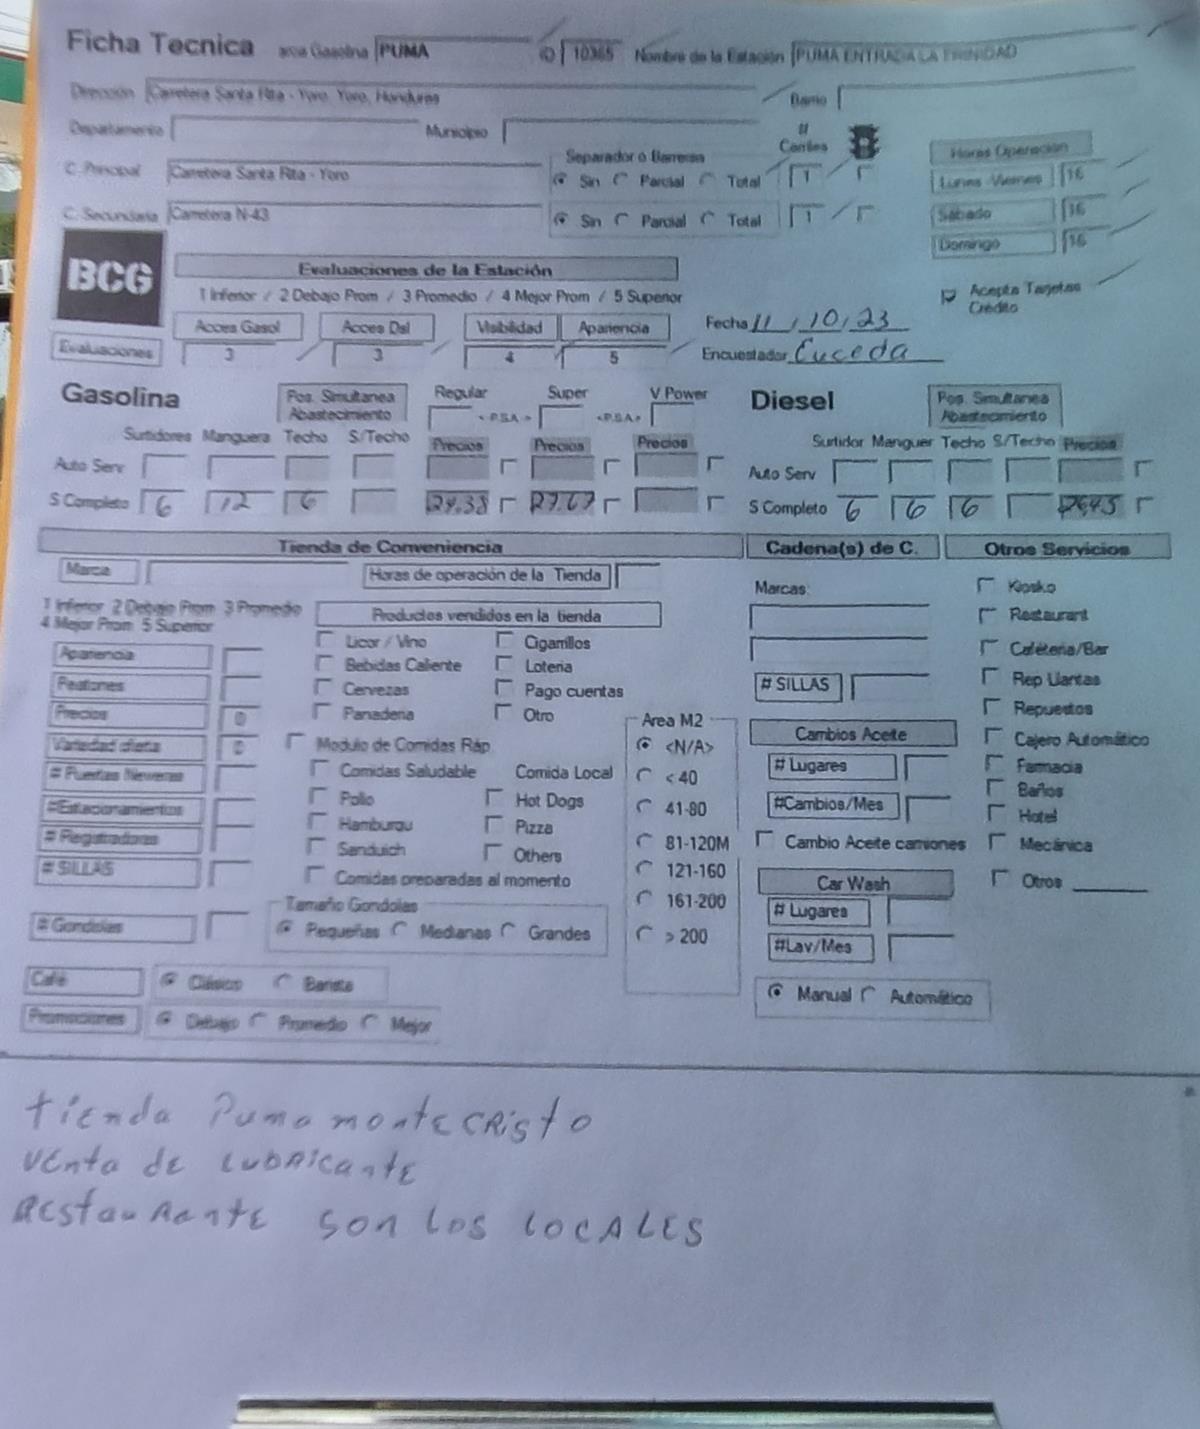 Ficha Tecnica arca Gasolina PUMA ID 10365 Nombre de la Estación PUMA ENTRADA LA TRINIDAD
Dirección Carretera Santa Rita - Yoro, Yoro, Honduras Barrio
Departamento Municipio # Carriles
C. Principal Carretera Santa Rita - Yoro Separador o Barreras Sin Parcial Total 1
Horas Operación
Lunes -Viernes 16
C. Secundaria Carretera N-43 Sin Parcial Total 1
Sábado 16
Domingo 16
BCG Evaluaciones de la Estación
1 Inferior / 2 Debajo Prom / 3 Promedio / 4 Mejor Prom / 5 Superior
Acepta Tarjetas Crédito
Acces Gasol Acces Dsl Visibilidad Apariencia Fecha 11 / 10 / 23
Evaluaciones 3 3 4 5 Encuestador Euceda
Gasolina Pos. Simultanea Abastecimiento Regular Super V Power
<-P.S.A-> <-P.S.A->
Surtidores Manguera Techo S/Techo Precios Precios Precios
Auto Serv
S Completo 6 12 6 29.38 27.67
Diesel Pos. Simultanea Abastecimiento
Surtidor Manguer Techo S/Techo Precios
Auto Serv
S Completo 6 6 6
Tienda de Conveniencia Cadena(s) de C. Otros Servicios
Marca Horas de operación de la Tienda
1 Inferior 2 Debajo Prom 3 Promedio
4 Mejor Prom 5 Superior
Productos vendidos en la tienda
Apariencia
Peatones
Precios 0
Variedad oferta 0
# Puertas Neveras
#Estacionamientos
# Registradoras
# SILLAS
# Gondolas
Licor / Vino Cigarrillos
Bebidas Caliente Loteria
Cervezas Pago cuentas
Panaderia Otro
Modulo de Comidas Ráp
Comidas Saludable Comida Local
Pollo Hot Dogs
Hamburgu Pizza
Sanduich Others
Comidas preparadas al momento
Tamaño Gondolas
Pequeñas Medianas Grandes
Area M2
<N/A>
< 40
41-80
81-120M
121-160
161-200
> 200
Café Clásico Barista
Promociones Debajo Promedio Mejor
Marcas:
# SILLAS
Cambios Aceite
# Lugares
#Cambios/Mes
Cambio Aceite camiones
Car Wash
# Lugares
#Lav/Mes
Manual Automático
Kiosko
Restaurant
Cafeteria/Bar
Rep Llantas
Repuestos
Cajero Automático
Farmacia
Baños
Hotel
Mecánica
Otros
tienda Puma monte CRisto
venta de LubRicante
RestauRante son Los LOCALES